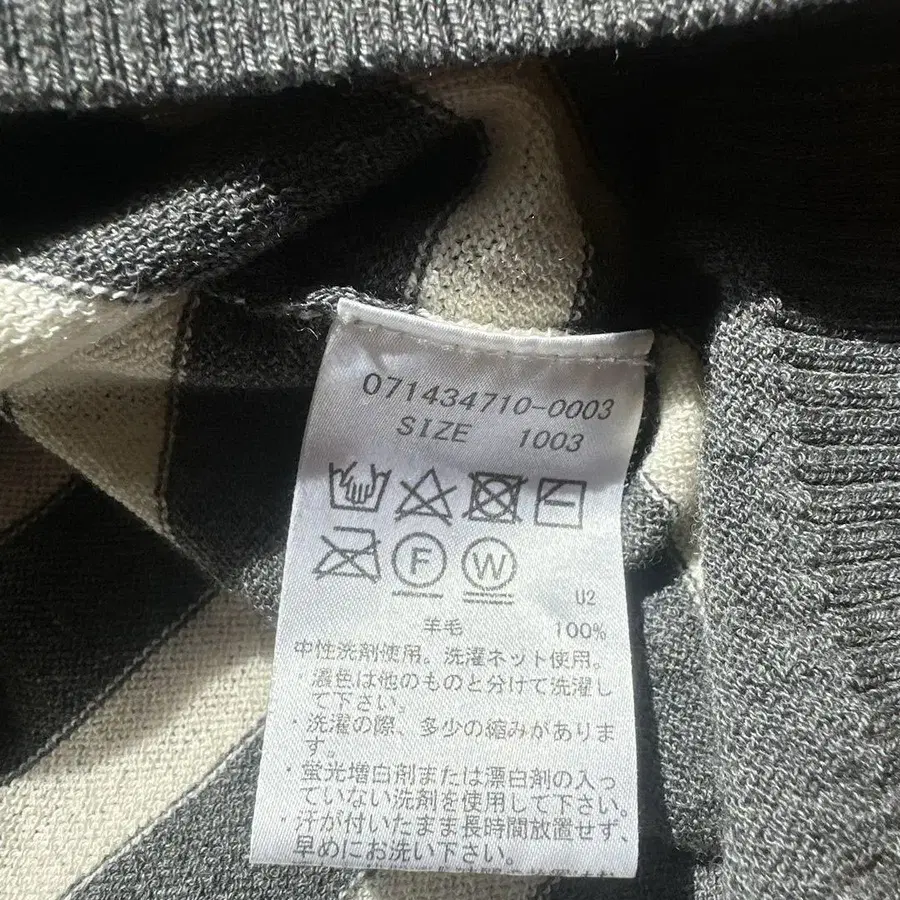 071434710-0003
SIZE 1003
F W
U2
羊毛 100%
中性洗剤使用。洗濯ネット使用。
・濃色は他のものと分けて洗濯し
て下さい。
・洗濯の際、多少の縮みがありま
す。
・蛍光増白剤または漂白剤の入っ
ていない洗剤を使用して下さい。
・汗が付いたまま長時間放置せず、
早めにお洗い下さい。